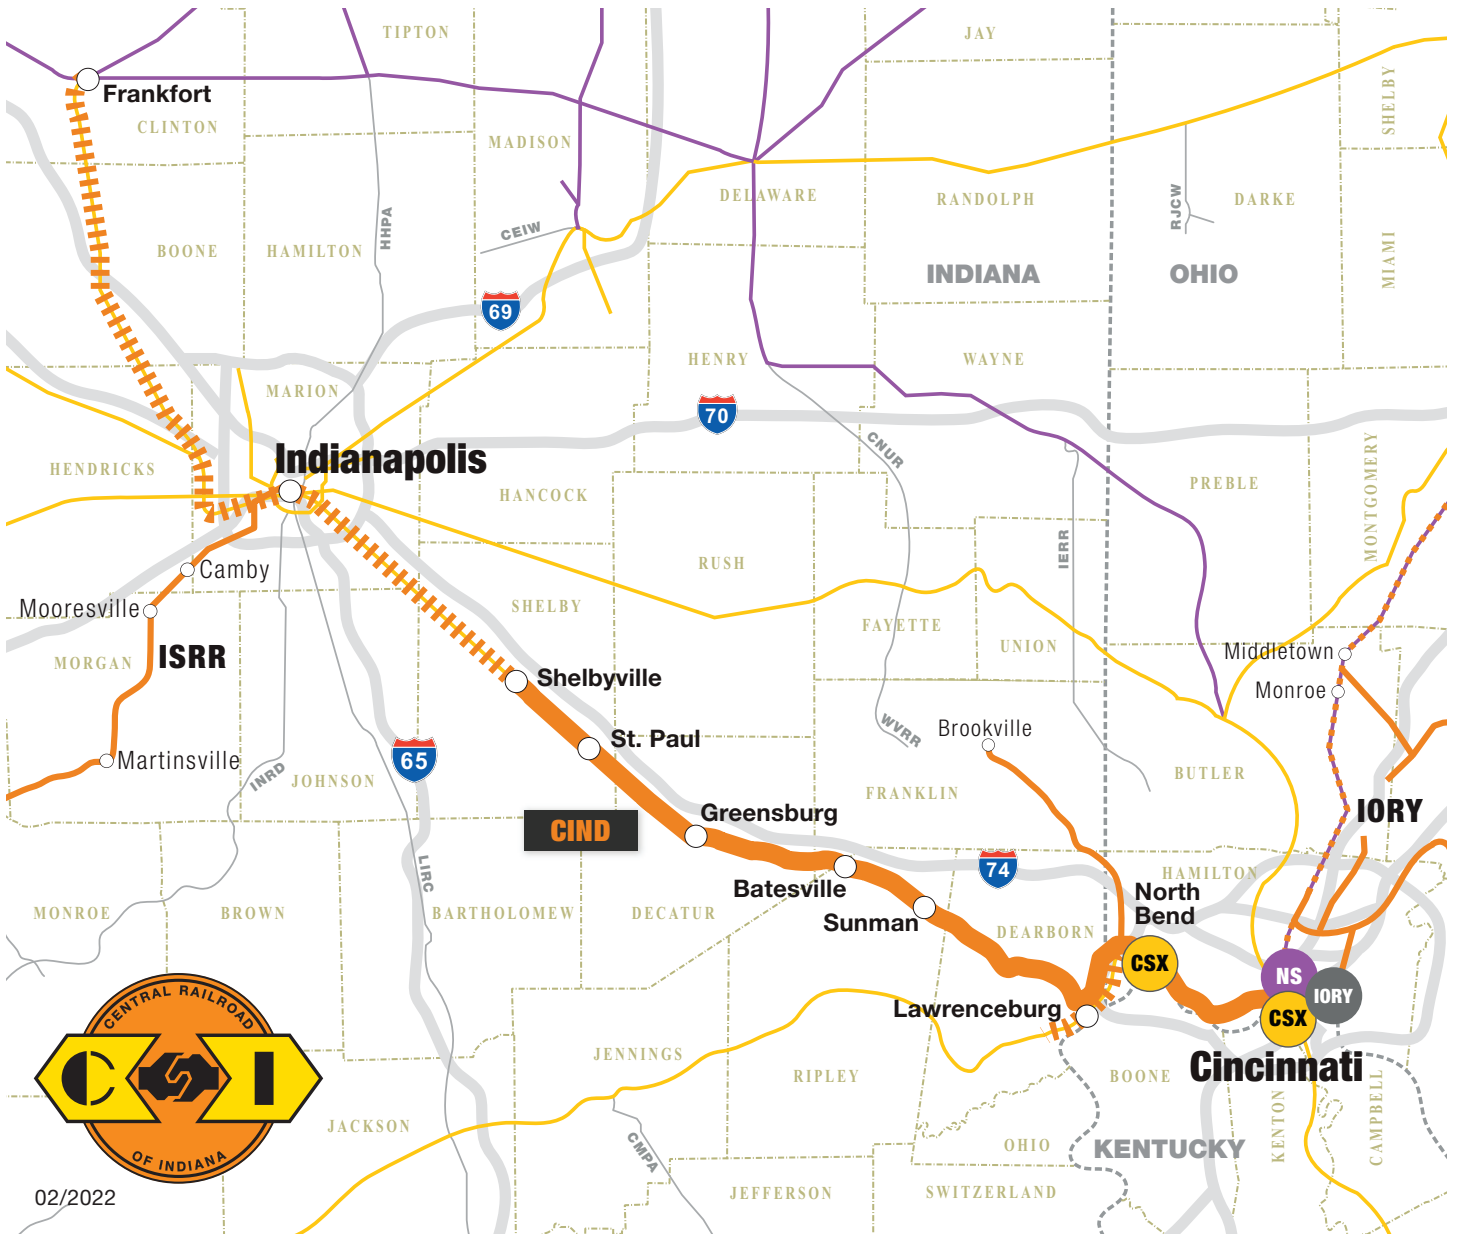 TIPTON
JAY
SHELBY
Frankfort
CLINTON
MADISON
DELAWARE
RANDOLPH
RJCW
DARKE
HHPA
CEIW
BOONE
HAMILTON
MIAMI
INDIANA
OHIO
69
HENRY
WAYNE
MARION
70
CNUR
Indianapolis
HENDRICKS
HANCOCK
PREBLE
MONTGOMERY
IERR
RUSH
Camby
Mooresville
SHELBY
FAYETTE
UNION
ISRR
MORGAN
Middletown
Monroe
Shelbyville
WVRR
Brookville
St. Paul
65
Martinsville
INRD
JOHNSON
BUTLER
FRANKLIN
IORY
Greensburg
CIND
LIRC
74
HAMILTON
Batesville
North
Bend
MONROE
BROWN
BARTHOLOMEW
DECATUR
Sunman
DEARBORN
CSX
NS
IORY
CSX
Lawrenceburg
CENTRAL RAILROAD
C I
OF INDIANA
JENNINGS
RIPLEY
BOONE
Cincinnati
JACKSON
CMPA
OHIO
KENTUCKY
KENTON
CAMPBELL
JEFFERSON
SWITZERLAND
02/2022